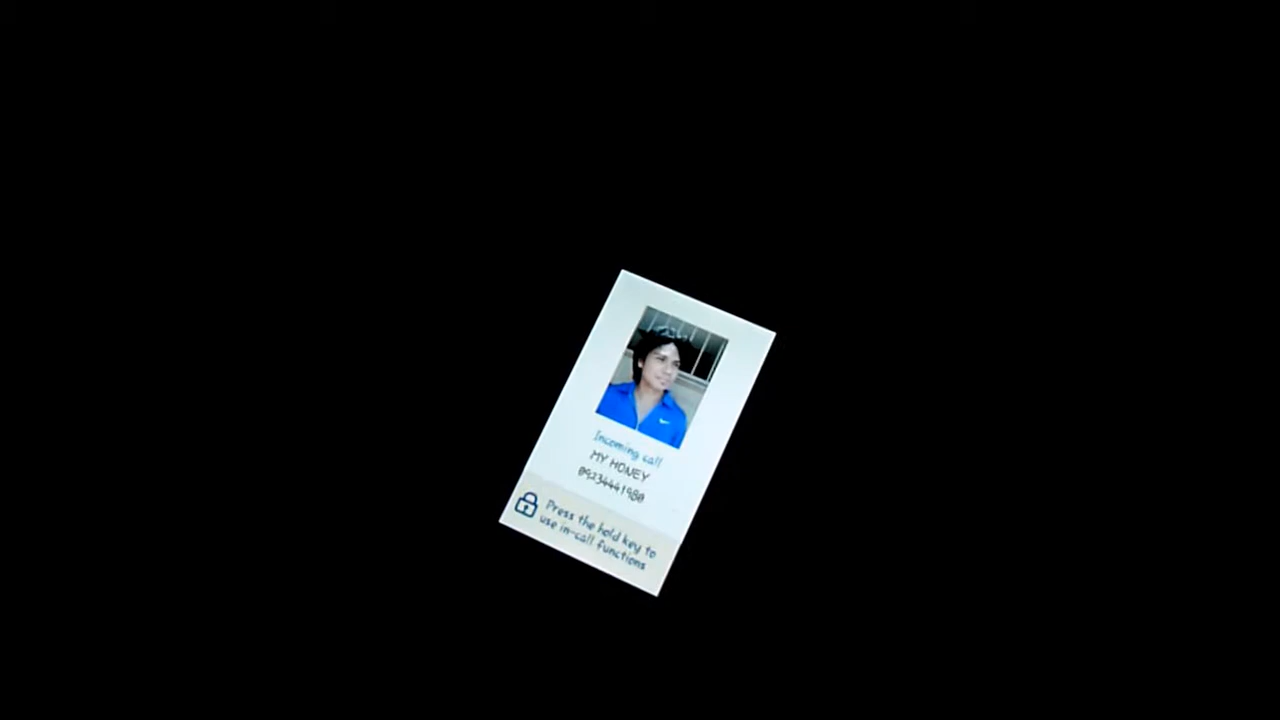 Incoming call
MY HONEY
09234441980
Press the hold key to
use in-call functions